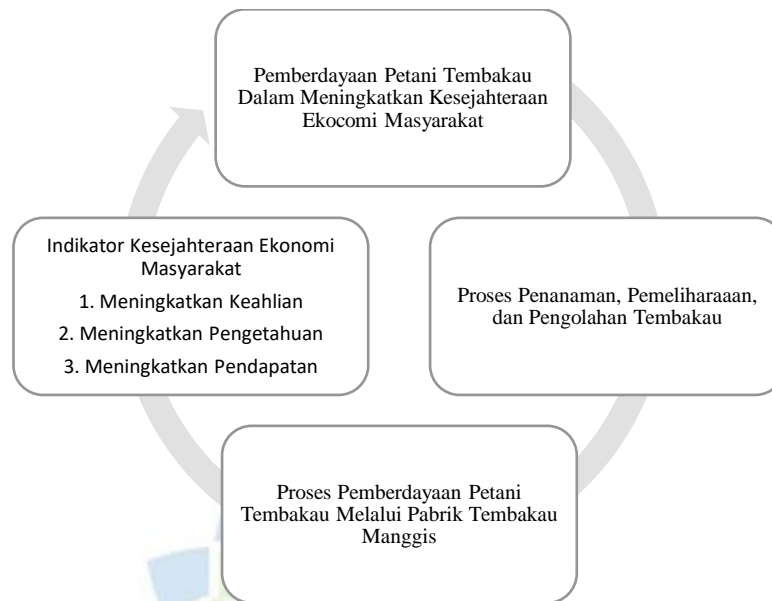 Pemberdayaan Petani Tembakau
Dalam Meningkatkan Kesejahteraan
Ekocomi Masyarakat
Proses Penanaman, Pemeliharaaan,
dan Pengolahan Tembakau
Proses Pemberdayaan Petani
Tembakau Melalui Pabrik Tembakau
Manggis
Indikator Kesejahteraan Ekonomi
Masyarakat
1. Meningkatkan Keahlian
2. Meningkatkan Pengetahuan
3. Meningkatkan Pendapatan